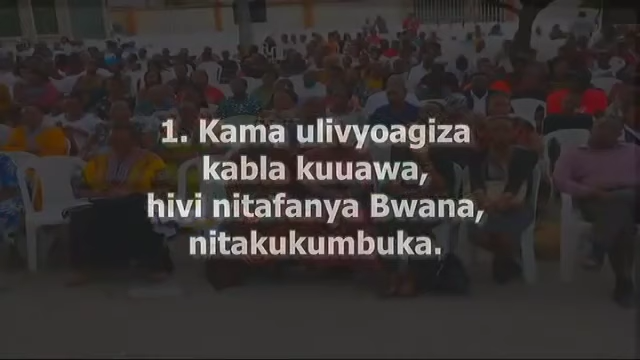 1. Kama ulivyoagiza
kabla kuuawa,
hivi nitafanya Bwana,
nitakukumbuka.